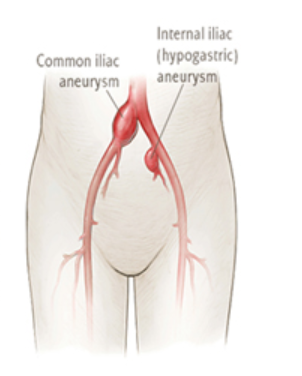 Common iliac
aneurysm
Internal iliac
(hypogastric)
aneurysm